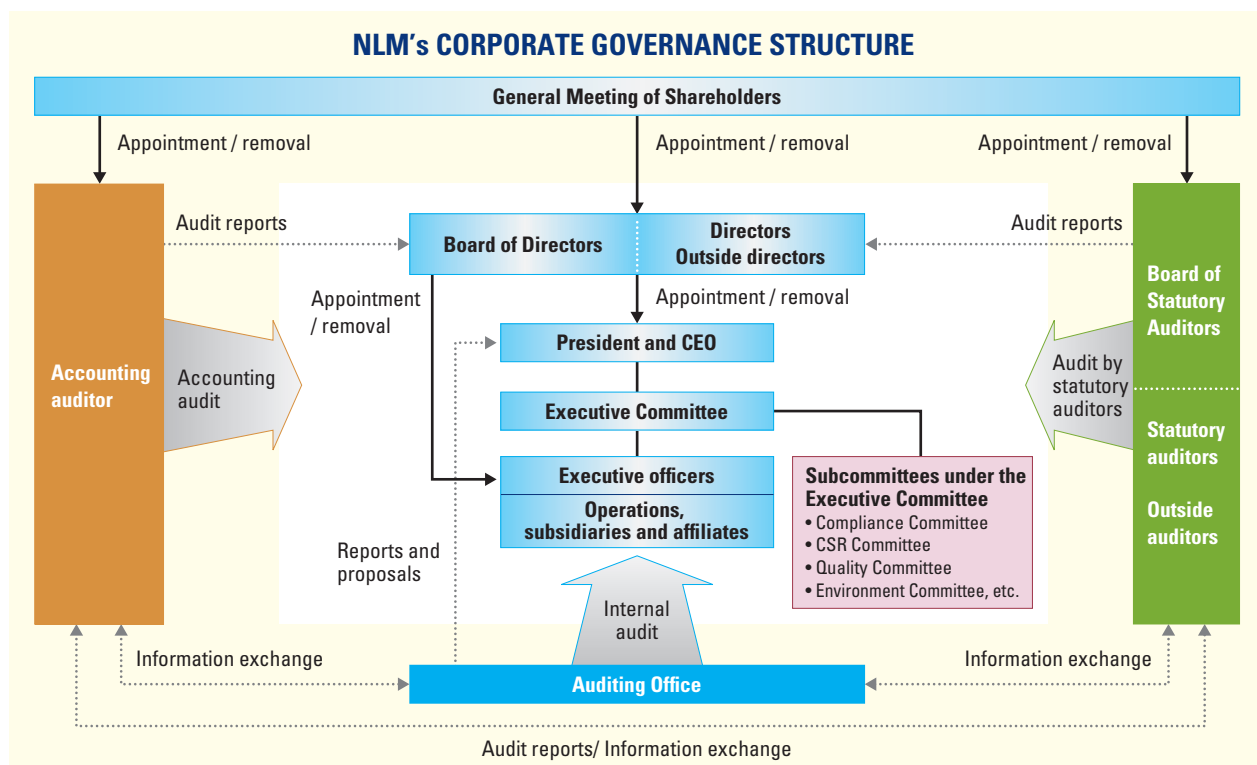 NLM's CORPORATE GOVERNANCE STRUCTURE
General Meeting of Shareholders
Appointment / removal
Appointment / removal
Appointment / removal
Audit reports
Board of Directors
Directors
Outside directors
Audit reports
Appointment
/ removal
Appointment / removal
Board of
Statutory
Auditors
President and CEO
Accounting
auditor
Accounting
audit
Audit by
statutory
auditors
Executive Committee
Statutory
auditors
Outside
auditors
Executive officers
Operations,
subsidiaries and affiliates
Subcommittees under the
Executive Committee
• Compliance Committee
• CSR Committee
• Quality Committee
• Environment Committee, etc.
Reports and
proposals
Internal
audit
Information exchange
Information exchange
Auditing Office
Audit reports/ Information exchange